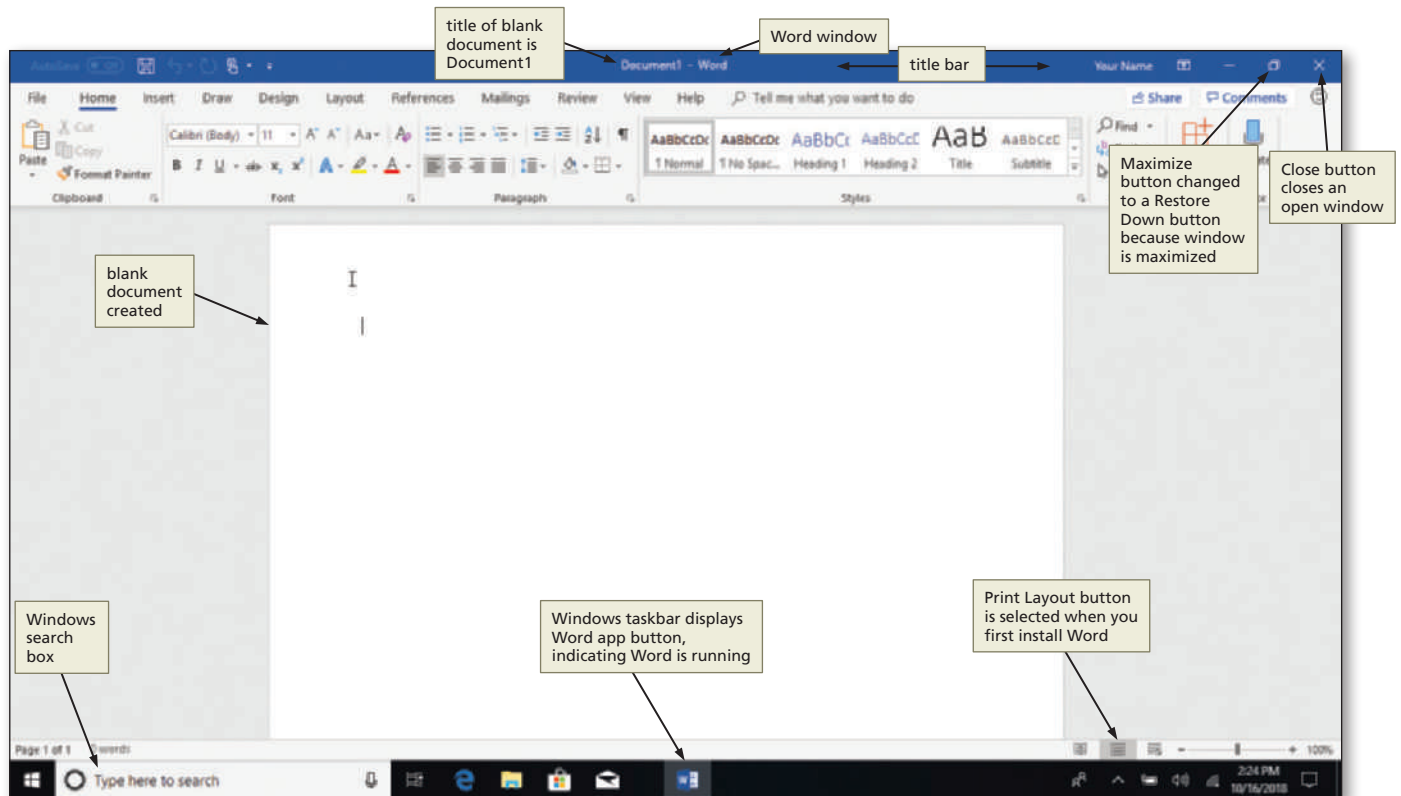 title of blank
document is
Document1
Word window
title bar
AutoSave
Off
Document1 - Word
Your Name
File Home Insert Draw Design Layout References Mailings Review View Help Tell me what you want to do Share Comments
Cut
Copy
Paste
Format Painter
Calibri (Body) 11
Clipboard Font Paragraph Styles
AaBbCcDc AaBbCcDc AaBbCc AaBbCcC AaB AaBbCcC
¶ Normal ¶ No Spac... Heading 1 Heading 2 Title Subtitle
Find
Maximize
button changed
to a Restore
Down button
because window
is maximized
Close button
closes an
open window
blank
document
created
Windows
search
box
Windows taskbar displays
Word app button,
indicating Word is running
Print Layout button
is selected when you
first install Word
Page 1 of 1 words
100%
Type here to search
2:24 PM
10/16/2018